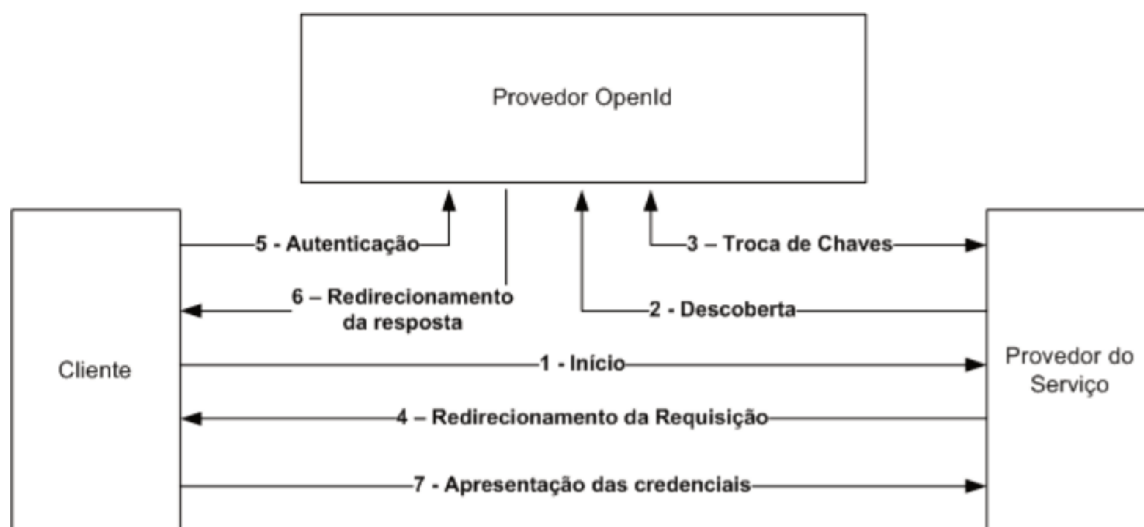 Provedor OpenId
5 - Autenticação
3 – Troca de Chaves
6 – Redirecionamento
da resposta
2 - Descoberta
Cliente
1 - Início
Provedor do
Serviço
4 – Redirecionamento da Requisição
7 - Apresentação das credenciais